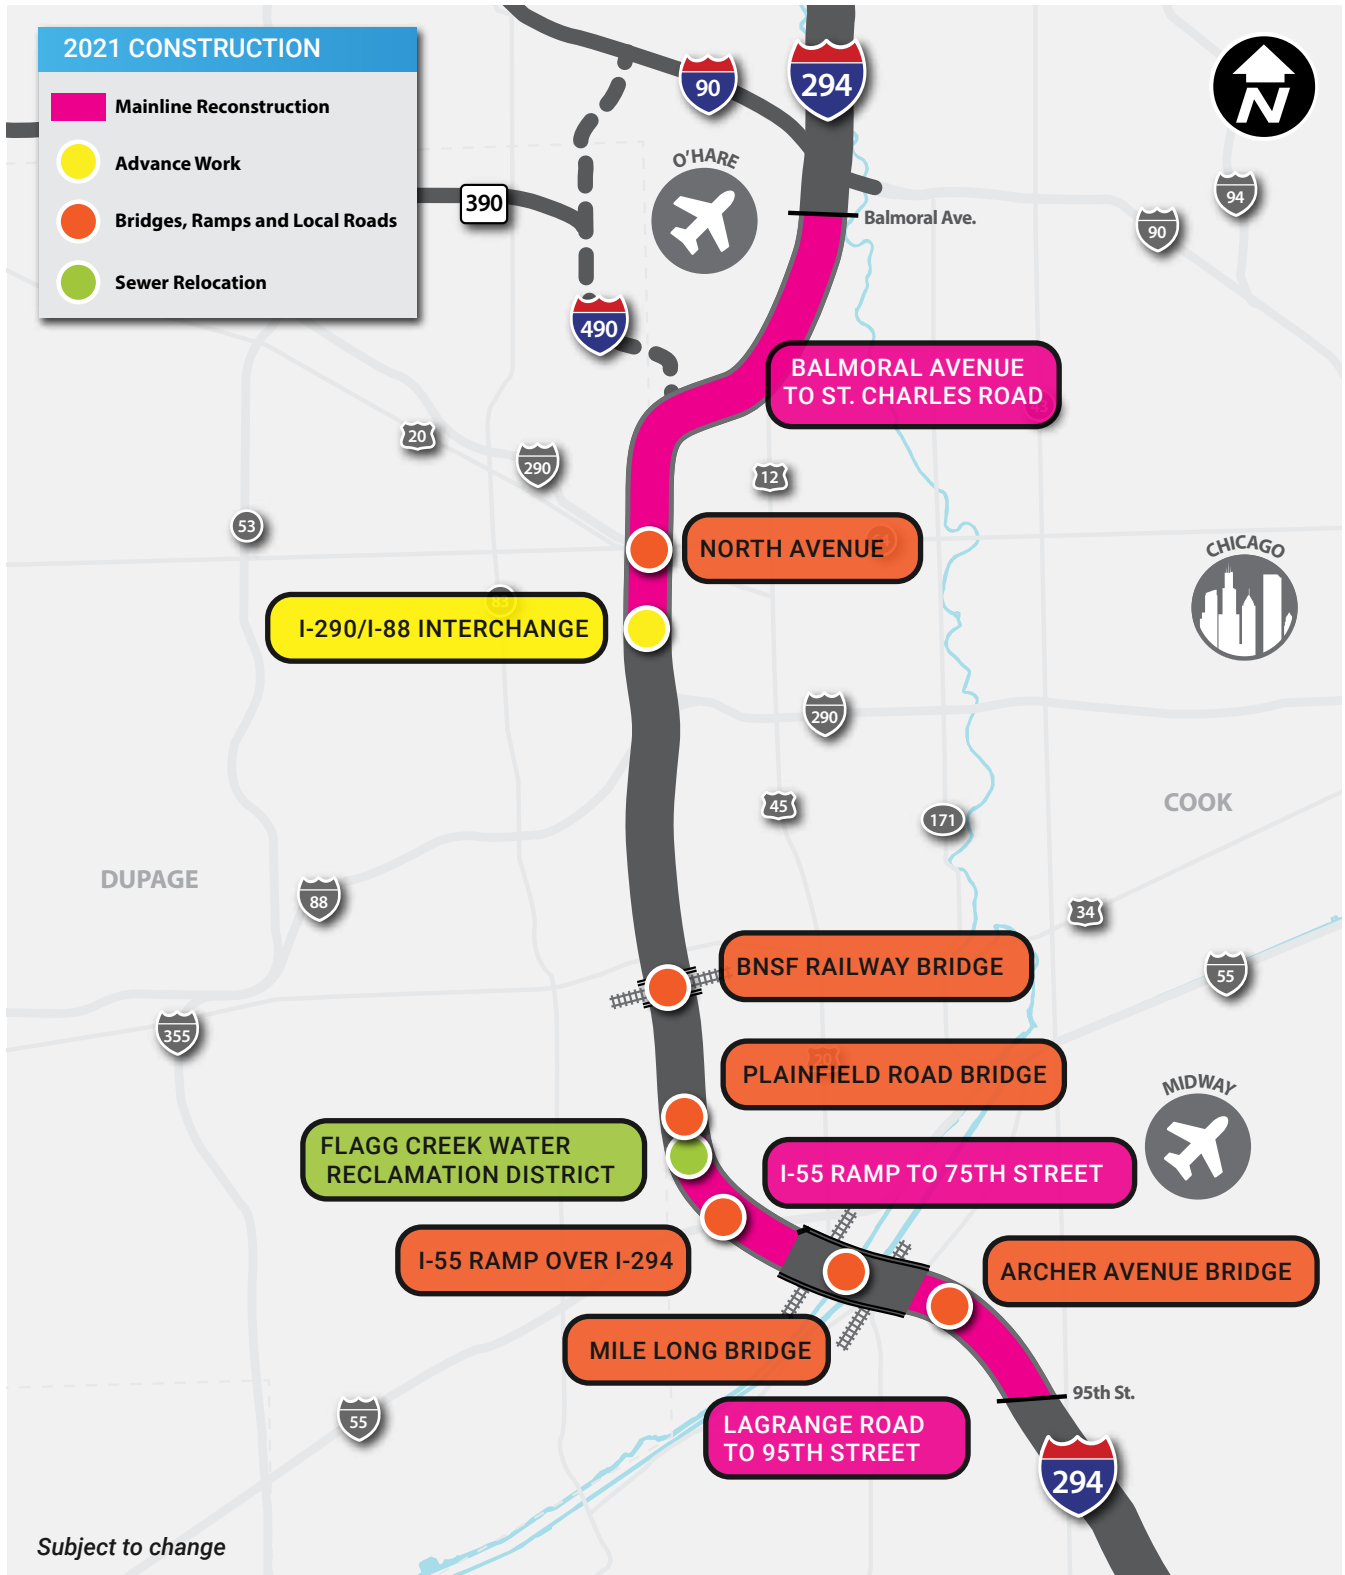 2021 CONSTRUCTION
Mainline Reconstruction
Advance Work
Bridges, Ramps and Local Roads
Sewer Relocation
90
294
N
O'HARE
390
94
90
Balmoral Ave.
490
BALMORAL AVENUE
TO ST. CHARLES ROAD
43
20
290
12
53
NORTH AVENUE
64
CHICAGO
83
I-290/I-88 INTERCHANGE
290
45
171
COOK
DUPAGE
88
34
BNSF RAILWAY BRIDGE
55
355
20
PLAINFIELD ROAD BRIDGE
MIDWAY
FLAGG CREEK WATER
RECLAMATION DISTRICT
I-55 RAMP TO 75TH STREET
I-55 RAMP OVER I-294
ARCHER AVENUE BRIDGE
MILE LONG BRIDGE
95th St.
55
LAGRANGE ROAD
TO 95TH STREET
294
Subject to change